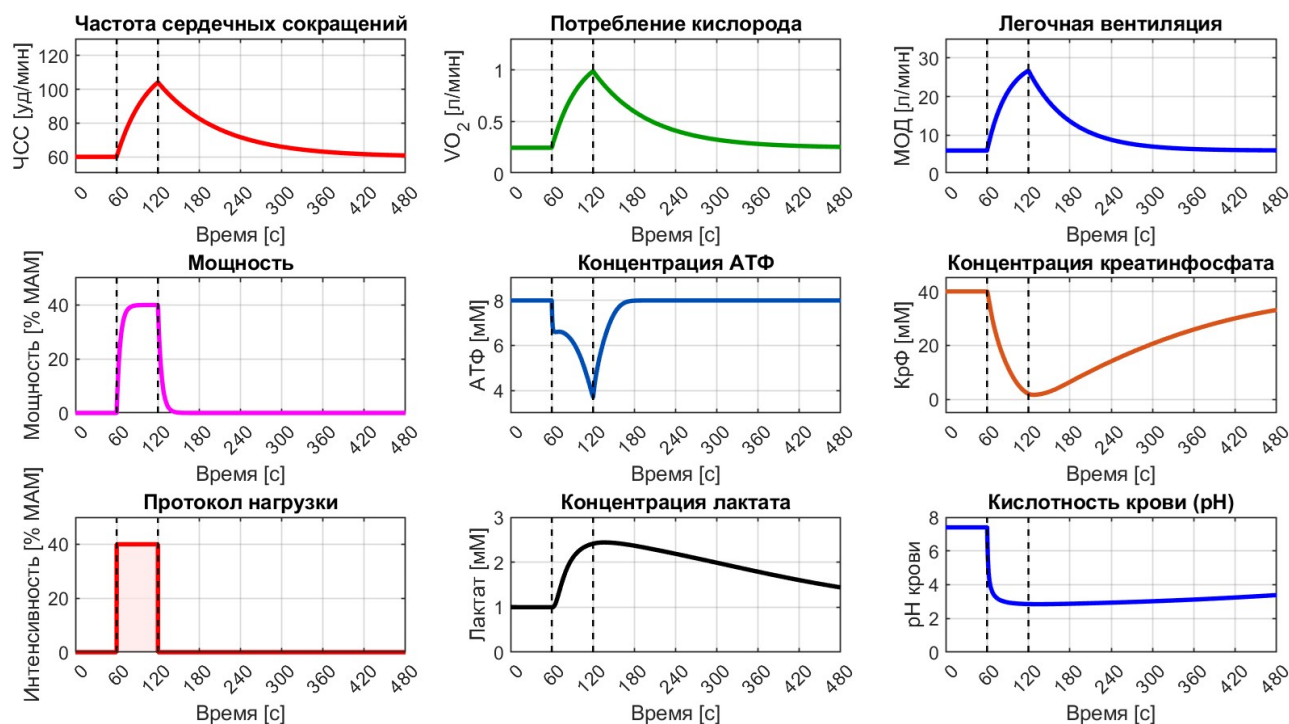 Частота сердечных сокращений
ЧСС [уд/мин]
120
100
80
60
0 60 120 180 240 300 360 420 480
Время [с]
Потребление кислорода
VO2 [л/мин]
1
0.5
0
0 60 120 180 240 300 360 420 480
Время [с]
Легочная вентиляция
МОД [л/мин]
30
20
10
0
0 60 120 180 240 300 360 420 480
Время [с]
Мощность
Мощность [% МАМ]
40
20
0
0 60 120 180 240 300 360 420 480
Время [с]
Концентрация АТФ
АТФ [мМ]
8
6
4
0 60 120 180 240 300 360 420 480
Время [с]
Концентрация креатинфосфата
КрФ [мМ]
40
20
0
0 60 120 180 240 300 360 420 480
Время [с]
Протокол нагрузки
Интенсивность [% МАМ]
40
20
0
0 60 120 180 240 300 360 420 480
Время [с]
Концентрация лактата
Лактат [мМ]
3
2
1
0
0 60 120 180 240 300 360 420 480
Время [с]
Кислотность крови (pH)
pH крови
8
6
4
2
0
0 60 120 180 240 300 360 420 480
Время [с]